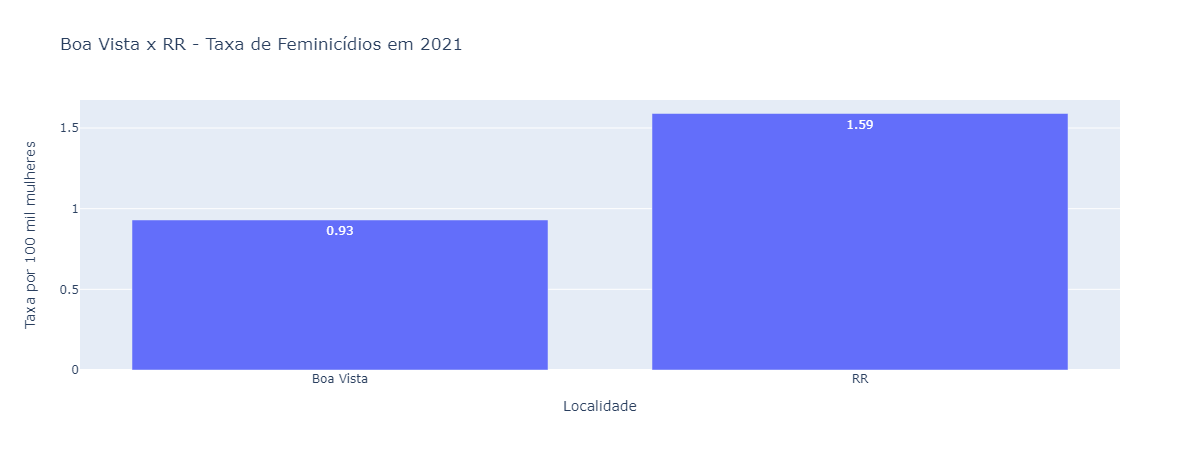 Boa Vista x RR - Taxa de Feminicídios em 2021
Taxa por 100 mil mulheres
1.5
1
0.5
0
0.93
1.59
Boa Vista
RR
Localidade